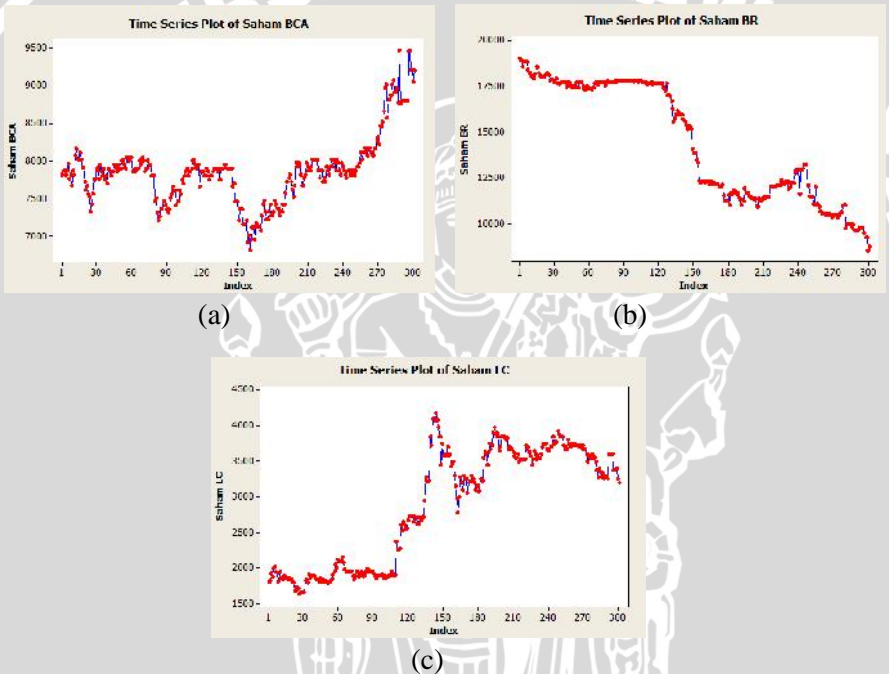 Time Series Plot of Saham BCA
9500
9000
8500
8000
7500
7000
Saham BCA
1 30 60 90 120 150 180 210 240 270 300
Index
(a)
Time Series Plot of Saham BR
20000
17500
15000
12500
10000
Saham BR
1 30 60 90 120 150 180 210 240 270 300
Index
(b)
Time Series Plot of Saham LC
4500
4000
3500
3000
2500
2000
1500
Saham LC
1 30 60 90 120 150 180 210 240 270 300
Index
(c)